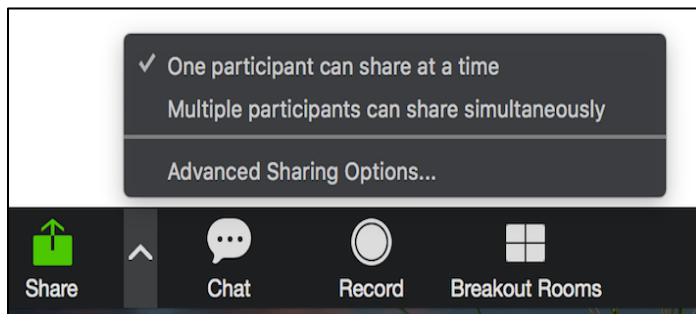 One participant can share at a time
Multiple participants can share simultaneously
Advanced Sharing Options...
Share
Chat
Record
Breakout Rooms